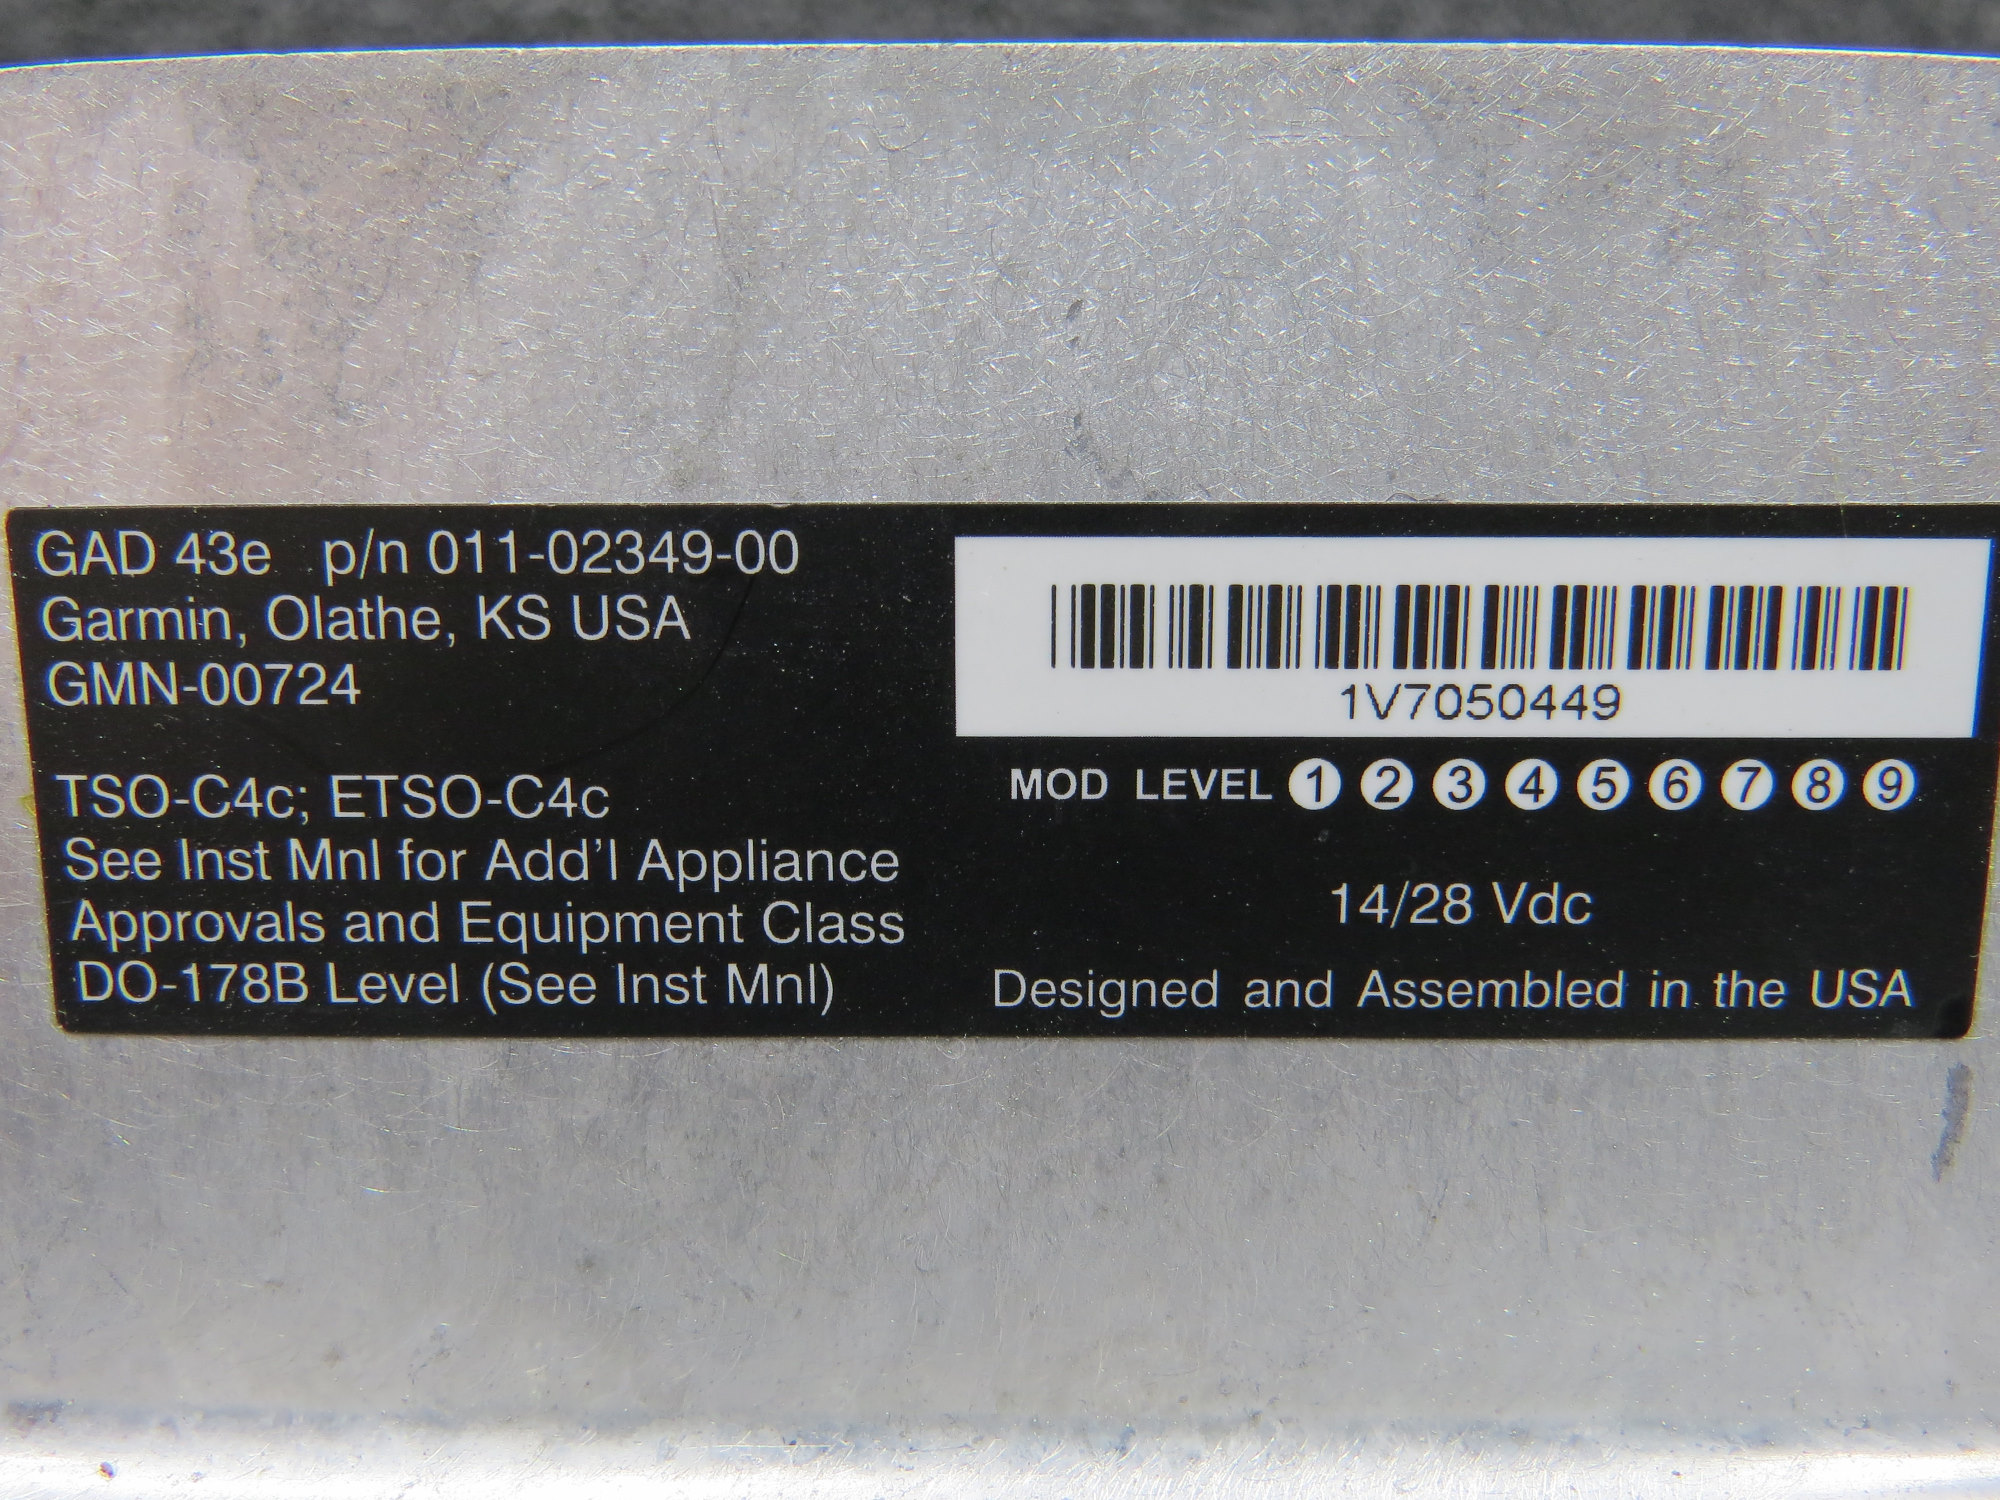 GAD 43e p/n 011-02349-00
Garmin, Olathe, KS USA
GMN-00724
TSO-C4c; ETSO-C4c
See Inst Mnl for Add'l Appliance
Approvals and Equipment Class
DO-178B Level (See Inst Mnl)
1V7050449
MOD LEVEL 1 2 3 4 5 6 7 8 9
14/28 Vdc
Designed and Assembled in the USA